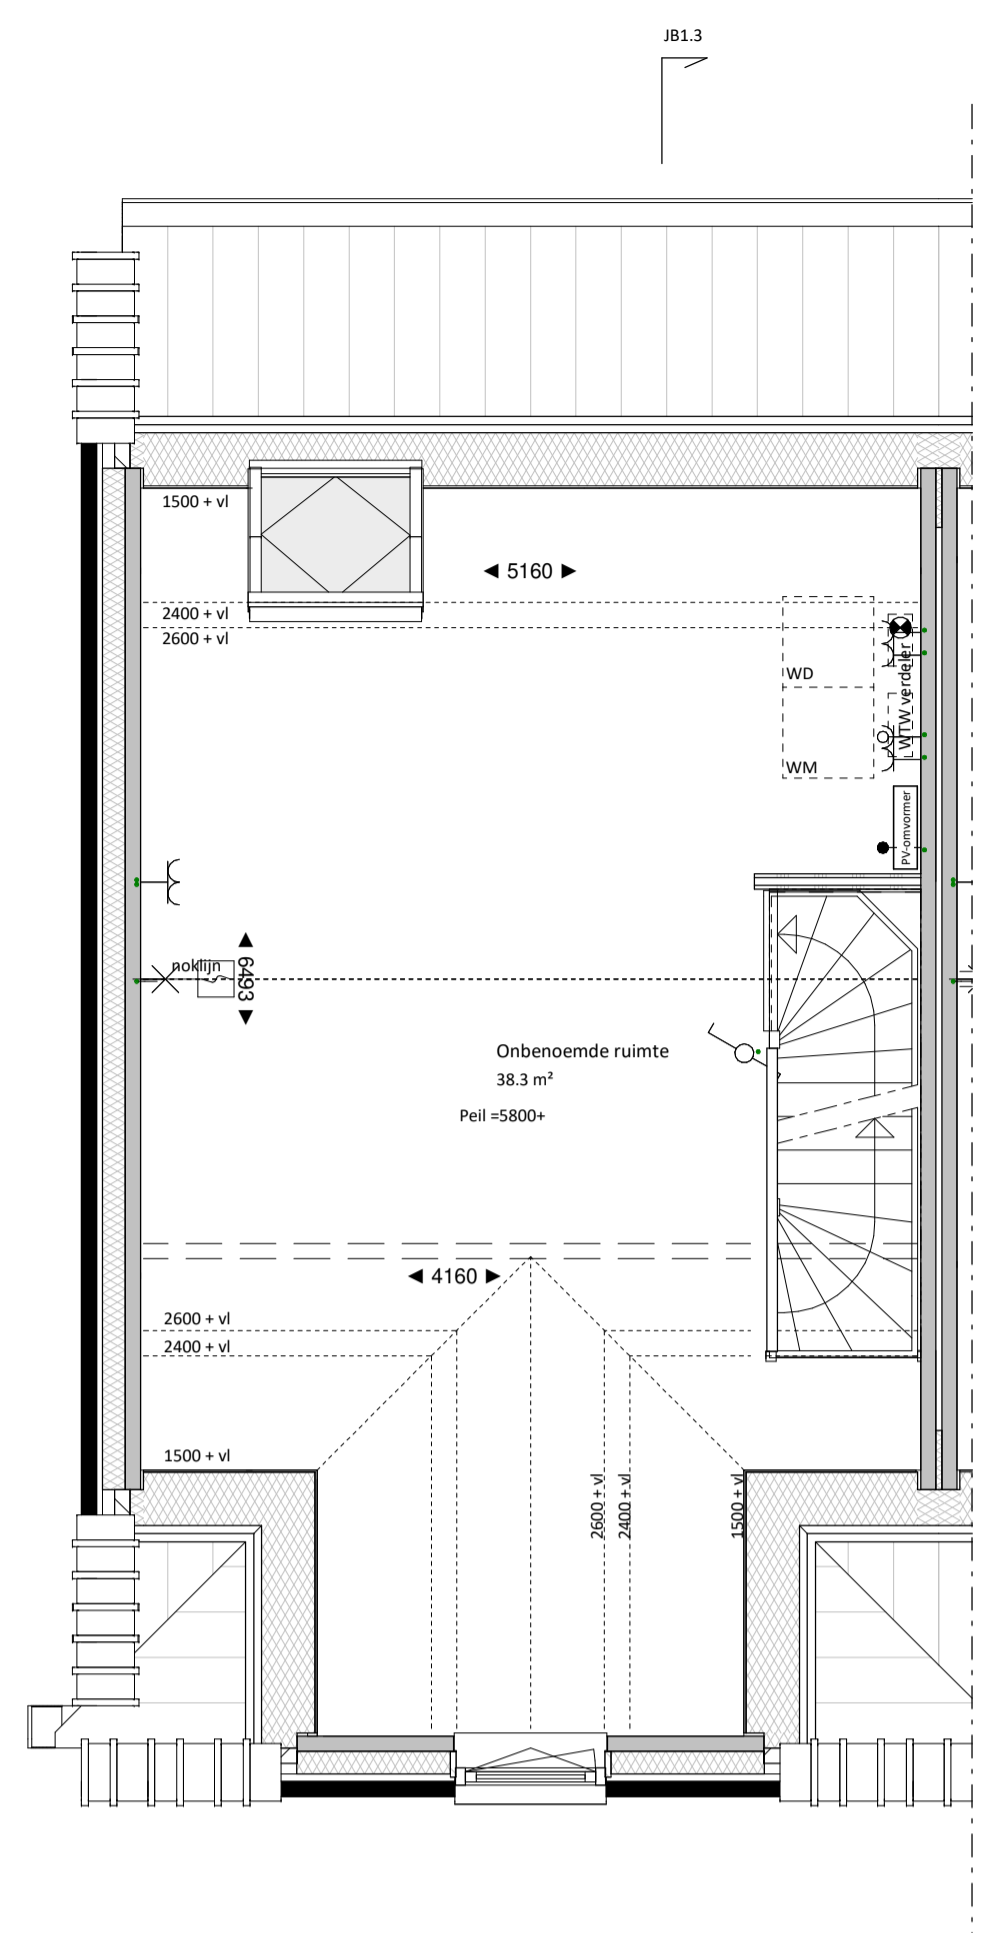 JB1.3
1500 + vl
◄ 5160 ►
2400 + vl
2600 + vl
WD
WTW verdeler
WM
PV-omvormer
noklijn
◄ 6493 ►
Onbenoemde ruimte
38.3 m²
Peil =5800+
◄ 4160 ►
2600 + vl
2400 + vl
1500 + vl
2600 + vl
2400 + vl
1500 + vl